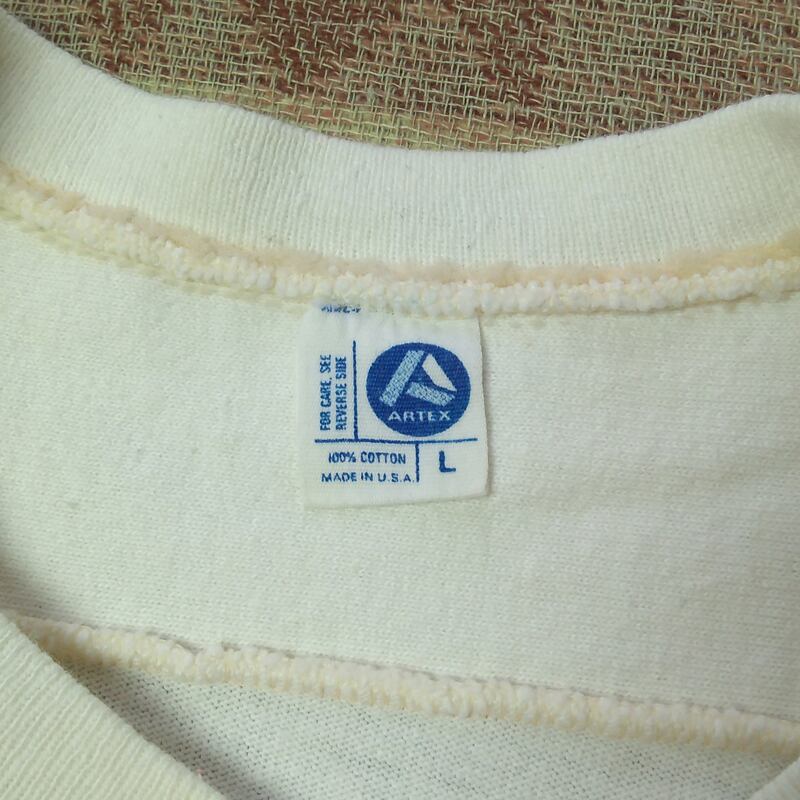 FOR CARE, SEE
REVERSE SIDE
ARTEX
100% COTTON
MADE IN U.S.A.
L